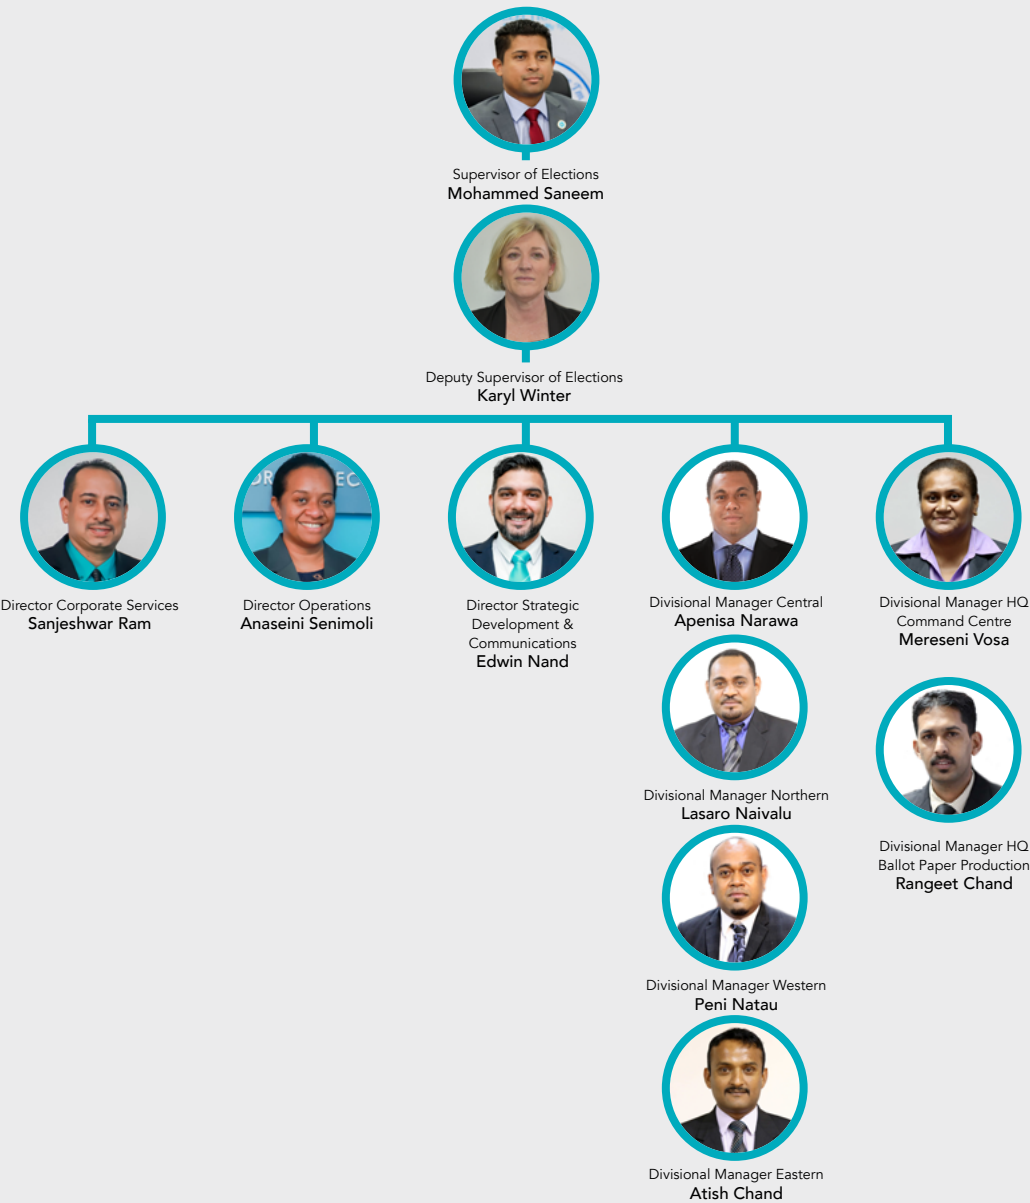 Supervisor of Elections
Mohammed Saneem
Deputy Supervisor of Elections
Karyl Winter
Director Corporate Services
Sanjeshwar Ram
Director Operations
Anaseini Senimoli
Director Strategic
Development &
Communications
Edwin Nand
Divisional Manager Central
Apenisa Narawa
Divisional Manager HQ
Command Centre
Mereseni Vosa
Divisional Manager Northern
Lasaro Naivalu
Divisional Manager HQ
Ballot Paper Production
Rangeet Chand
Divisional Manager Western
Peni Natau
Divisional Manager Eastern
Atish Chand